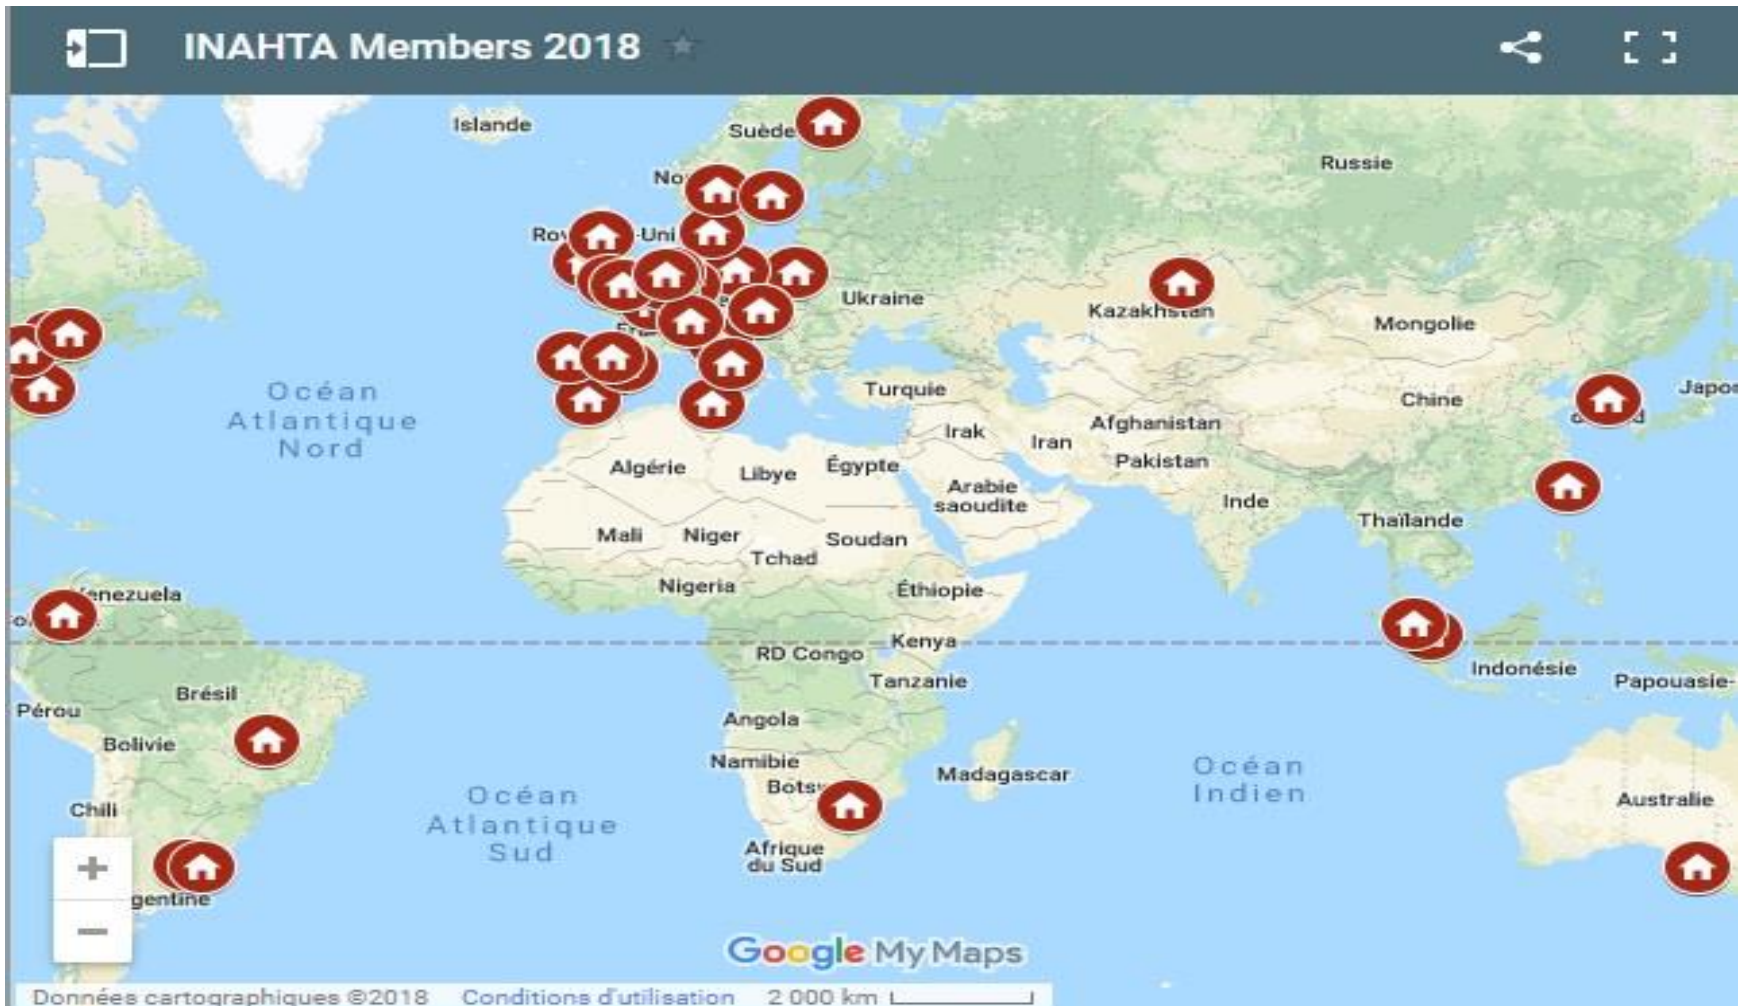 INAHTA Members 2018
Islande
Suède
Russie
Ukraine
Kazakhstan
Mongolie
Océan
Atlantique
Nord
Turquie
Chine
Irak
Iran
Afghanistan
Pakistan
Algérie
Libye
Égypte
Arabie
saoudite
Inde
Thaïlande
Mali
Niger
Tchad
Soudan
Nigeria
Éthiopie
Kenya
RD Congo
Tanzanie
Indonésie
Papouasie-
Brésil
Pérou
Bolivie
Angola
Namibie
Madagascar
Océan
Indien
Chili
Océan
Atlantique
Sud
Australie
Afrique
du Sud
gentine
Google My Maps
Données cartographiques ©2018 Conditions d'utilisation 2 000 km